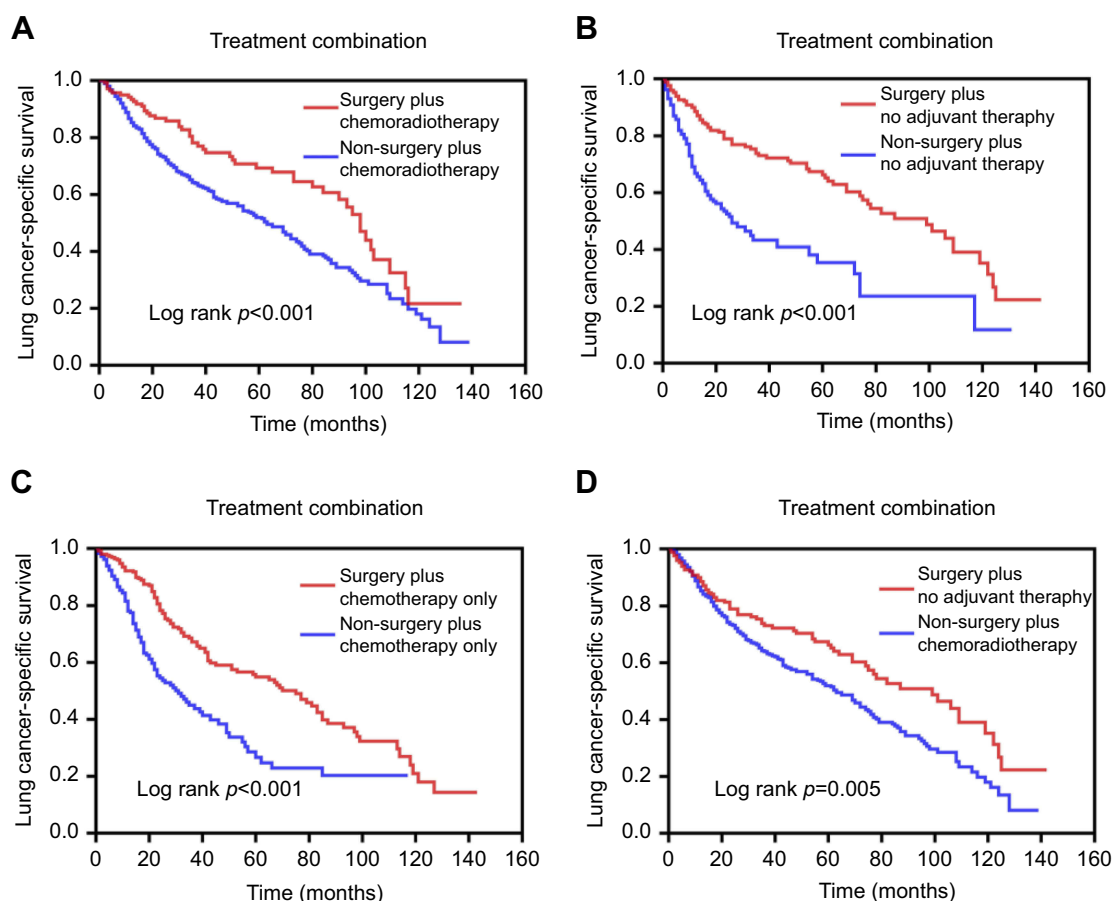 A
Treatment combination
Lung cancer-specific survival
1.0
0.8
0.6
0.4
0.2
0.0
Surgery plus
chemoradiotherapy
Non-surgery plus
chemoradiotherapy
Log rank p<0.001
0 20 40 60 80 100 120 140 160
Time (months)
B
Treatment combination
Lung cancer-specific survival
1.0
0.8
0.6
0.4
0.2
0.0
Surgery plus
no adjuvant theraphy
Non-surgery plus
no adjuvant therapy
Log rank p<0.001
0 20 40 60 80 100 120 140 160
Time (months)
C
Treatment combination
Lung cancer-specific survival
1.0
0.8
0.6
0.4
0.2
0.0
Surgery plus
chemotherapy only
Non-surgery plus
chemotherapy only
Log rank p<0.001
0 20 40 60 80 100 120 140 160
Time (months)
D
Treatment combination
Lung cancer-specific survival
1.0
0.8
0.6
0.4
0.2
0.0
Surgery plus
no adjuvant theraphy
Non-surgery plus
chemoradiotherapy
Log rank p=0.005
0 20 40 60 80 100 120 140 160
Time (months)